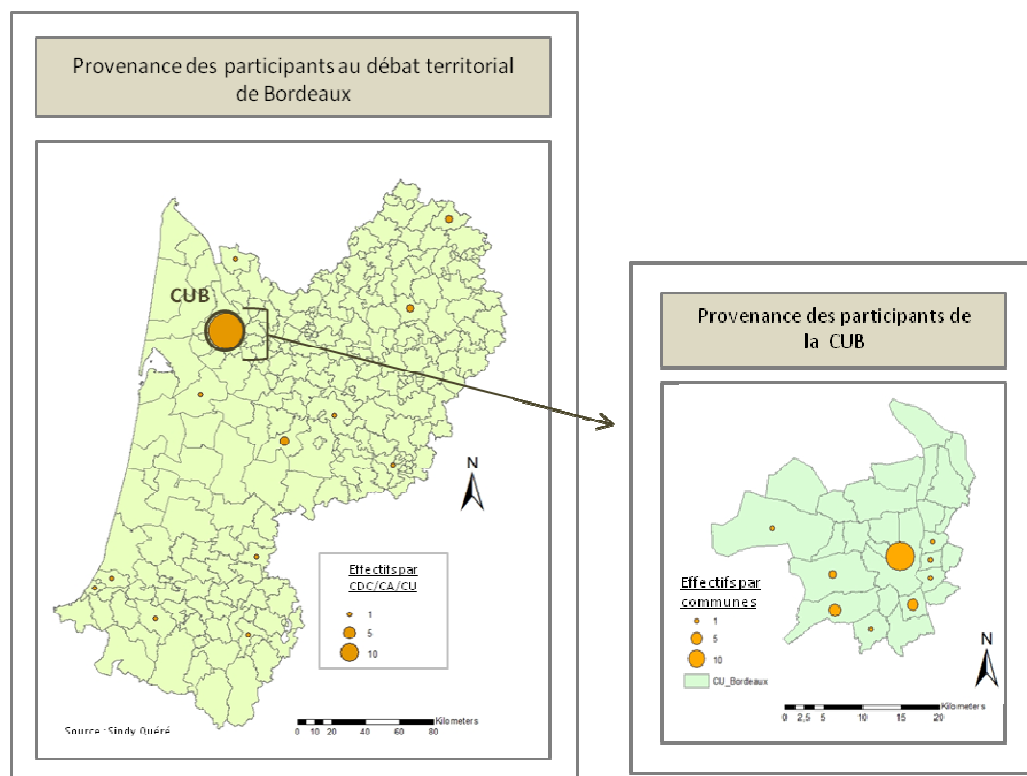 Provenance des participants au débat territorial
de Bordeaux
CUB
N
Effectifs par
CDC/CA/CU
1
5
10
Source : Sindy Quéré
Kilometers
0 10 20 40 60 80
Provenance des participants de
la CUB
Effectifs par
communes
1
5
10
CU_Bordeaux
N
Kilometers
0 2,5 5 10 15 20